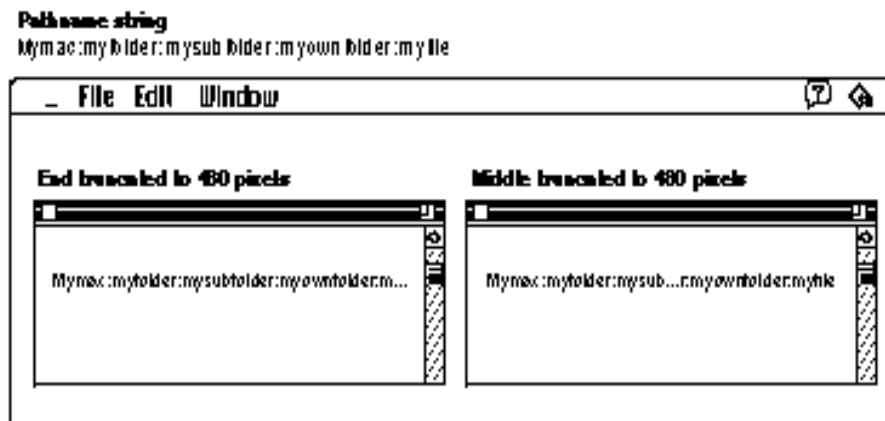 Pathname string
Mymac:myfolder:mysubfolder:myownfolder:myfile
File Edit Window ?
End truncated to 480 pixels
Middle truncated to 480 pixels
Mymac:myfolder:mysubfolder:myownfolder:m...
Mymac:myfolder:mysub...r:myownfolder:myfile